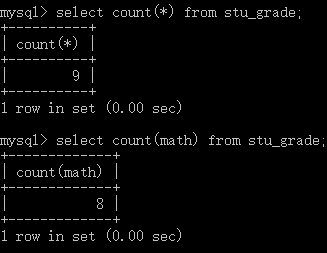 mysql> select count(*) from stu_grade;
+----------+
| count(*) |
+----------+
|        9 |
+----------+
1 row in set (0.00 sec)

mysql> select count(math) from stu_grade;
+-------------+
| count(math) |
+-------------+
|           8 |
+-------------+
1 row in set (0.00 sec)